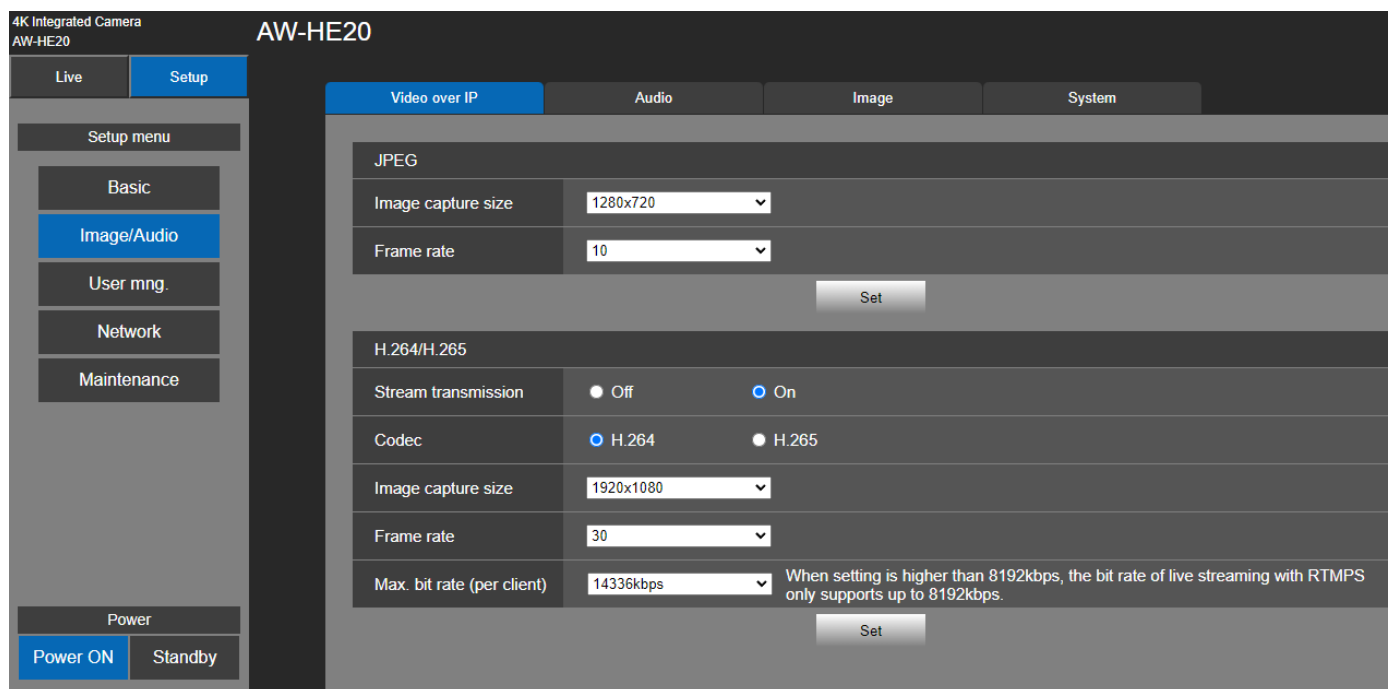 4K Integrated Camera
AW-HE20
AW-HE20
Live
Setup
Setup menu
Basic
Image/Audio
User mng.
Network
Maintenance
Power
Power ON
Standby
Video over IP
Audio
Image
System
JPEG
Image capture size
1280x720
Frame rate
10
Set
H.264/H.265
Stream transmission
Off
On
Codec
H.264
H.265
Image capture size
1920x1080
Frame rate
30
Max. bit rate (per client)
14336kbps
When setting is higher than 8192kbps, the bit rate of live streaming with RTMPS
only supports up to 8192kbps.
Set